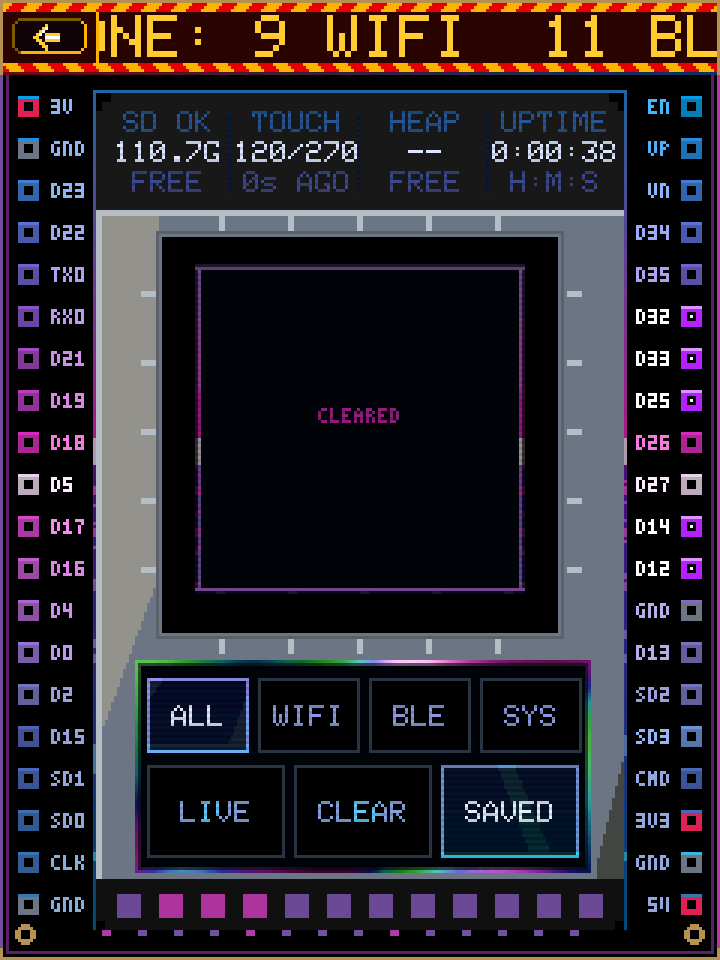 NE: 9 WIFI 11 BL
SD OK TOUCH HEAP UPTIME
110.7G 120/270 -- 0:00:38
FREE 0s AGO FREE H:M:S
3V
GND
D23
D22
TX0
RX0
D21
D19
D18
D5
D17
D16
D4
D0
D2
D15
SD1
SD0
CLK
GND
CLEARED
ALL WIFI BLE SYS
LIVE CLEAR SAVED
EN
VP
VN
D34
D35
D32
D33
D25
D26
D27
D14
D12
GND
D13
SD2
SD3
CMD
3V3
GND
5V